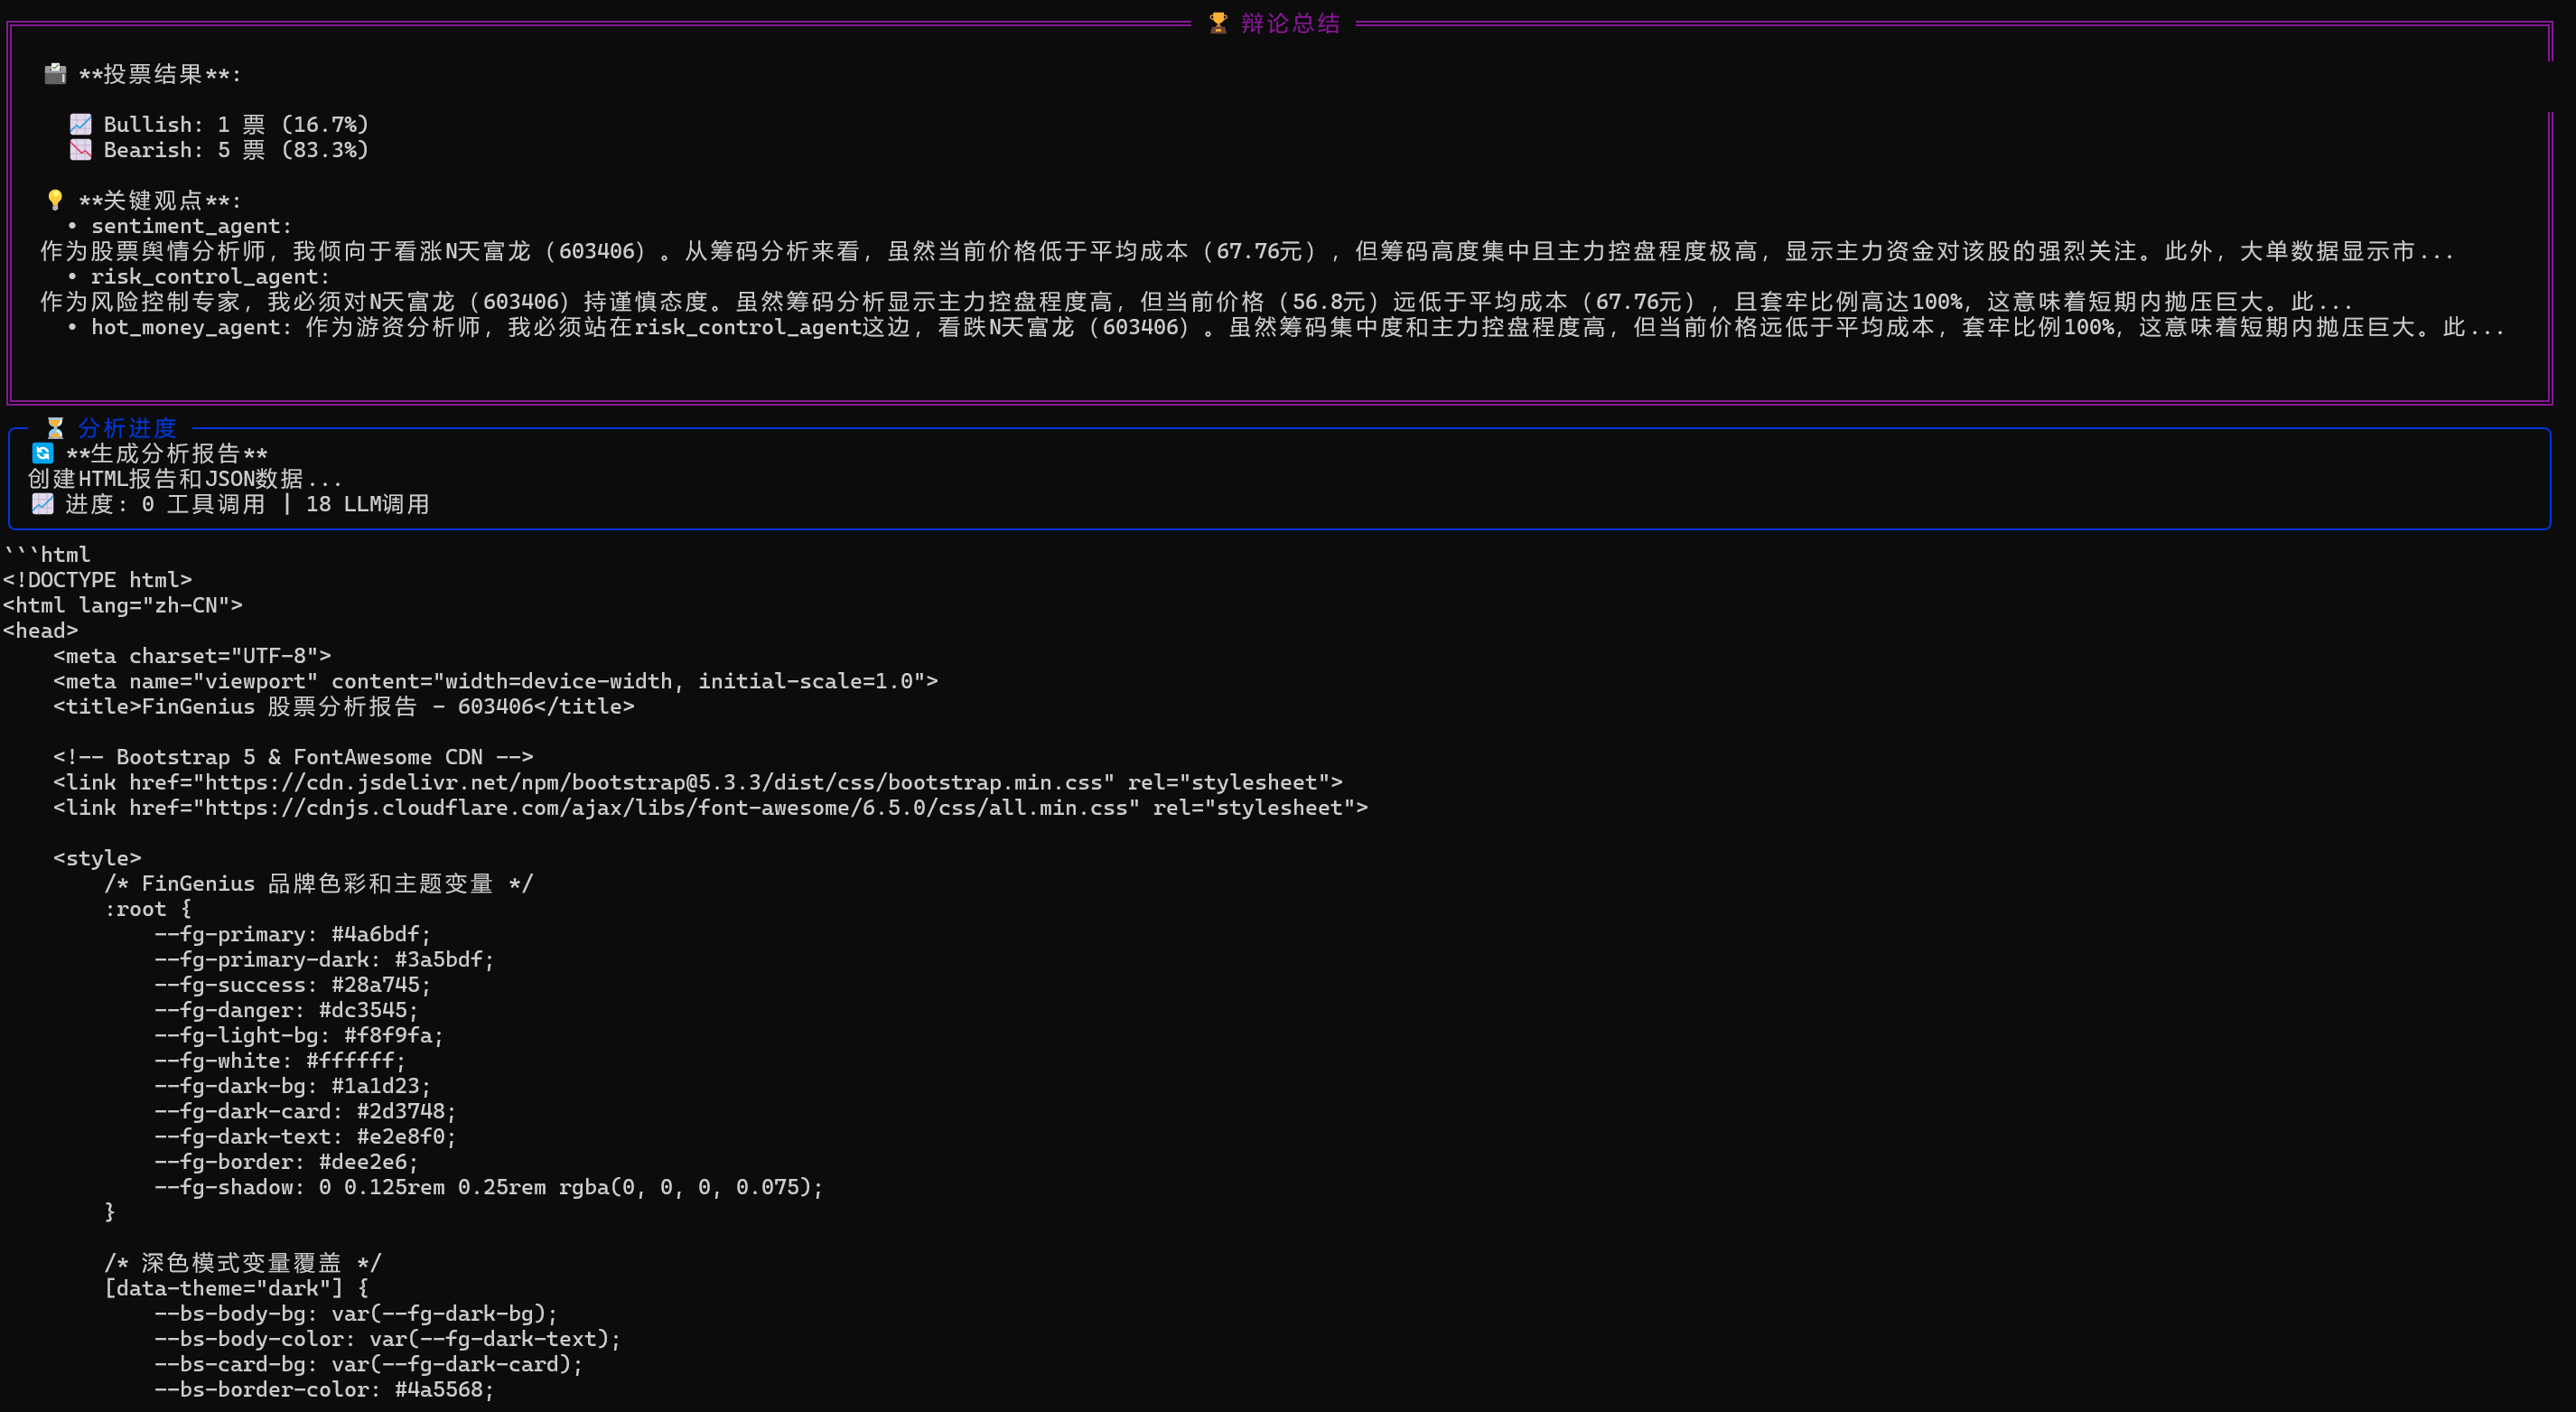 🏆 辩论总结
🗳 **投票结果**:
📈 Bullish: 1 票 (16.7%)
📉 Bearish: 5 票 (83.3%)
💡 **关键观点**:
• sentiment_agent:
作为股票舆情分析师，我倾向于看涨N天富龙（603406）。从筹码分析来看，虽然当前价格低于平均成本（67.76元），但筹码高度集中且主力控盘程度极高，显示主力资金对该股的强烈关注。此外，大单数据显示市...
• risk_control_agent:
作为风险控制专家，我必须对N天富龙（603406）持谨慎态度。虽然筹码分析显示主力控盘程度高，但当前价格（56.8元）远低于平均成本（67.76元），且套牢比例高达100%，这意味着短期内抛压巨大。此...
• hot_money_agent: 作为游资分析师，我必须站在risk_control_agent这边，看跌N天富龙（603406）。虽然筹码集中度和主力控盘程度高，但当前价格远低于平均成本，套牢比例100%，这意味着短期内抛压巨大。此...
⏳ 分析进度
🔄 **生成分析报告**
创建HTML报告和JSON数据...
📈 进度: 0 工具调用 | 18 LLM调用
```html
<!DOCTYPE html>
<html lang="zh-CN">
<head>
    <meta charset="UTF-8">
    <meta name="viewport" content="width=device-width, initial-scale=1.0">
    <title>FinGenius 股票分析报告 - 603406</title>
    <!-- Bootstrap 5 & FontAwesome CDN -->
    <link href="https://cdn.jsdelivr.net/npm/bootstrap@5.3.3/dist/css/bootstrap.min.css" rel="stylesheet">
    <link href="https://cdnjs.cloudflare.com/ajax/libs/font-awesome/6.5.0/css/all.min.css" rel="stylesheet">
    <style>
        /* FinGenius 品牌色彩和主题变量 */
        :root {
            --fg-primary: #4a6bdf;
            --fg-primary-dark: #3a5bdf;
            --fg-success: #28a745;
            --fg-danger: #dc3545;
            --fg-light-bg: #f8f9fa;
            --fg-white: #ffffff;
            --fg-dark-bg: #1a1d23;
            --fg-dark-card: #2d3748;
            --fg-dark-text: #e2e8f0;
            --fg-border: #dee2e6;
            --fg-shadow: 0 0.125rem 0.25rem rgba(0, 0, 0, 0.075);
        }
        /* 深色模式变量覆盖 */
        [data-theme="dark"] {
            --bs-body-bg: var(--fg-dark-bg);
            --bs-body-color: var(--fg-dark-text);
            --bs-card-bg: var(--fg-dark-card);
            --bs-border-color: #4a5568;